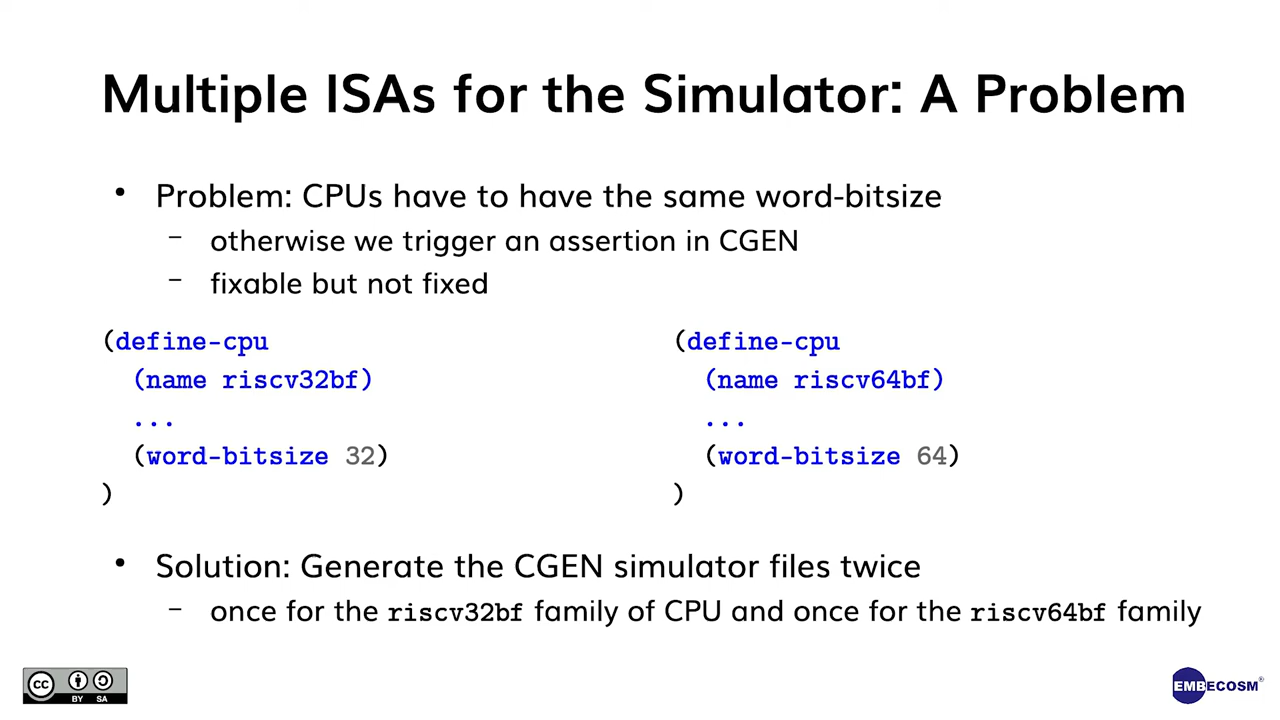 Multiple ISAs for the Simulator: A Problem
• Problem: CPUs have to have the same word-bitsize
– otherwise we trigger an assertion in CGEN
– fixable but not fixed
(define-cpu
(name riscv32bf)
...
(word-bitsize 32)
)
(define-cpu
(name riscv64bf)
...
(word-bitsize 64)
)
• Solution: Generate the CGEN simulator files twice
– once for the riscv32bf family of CPU and once for the riscv64bf family
cc BY SA
EMBECOSM®